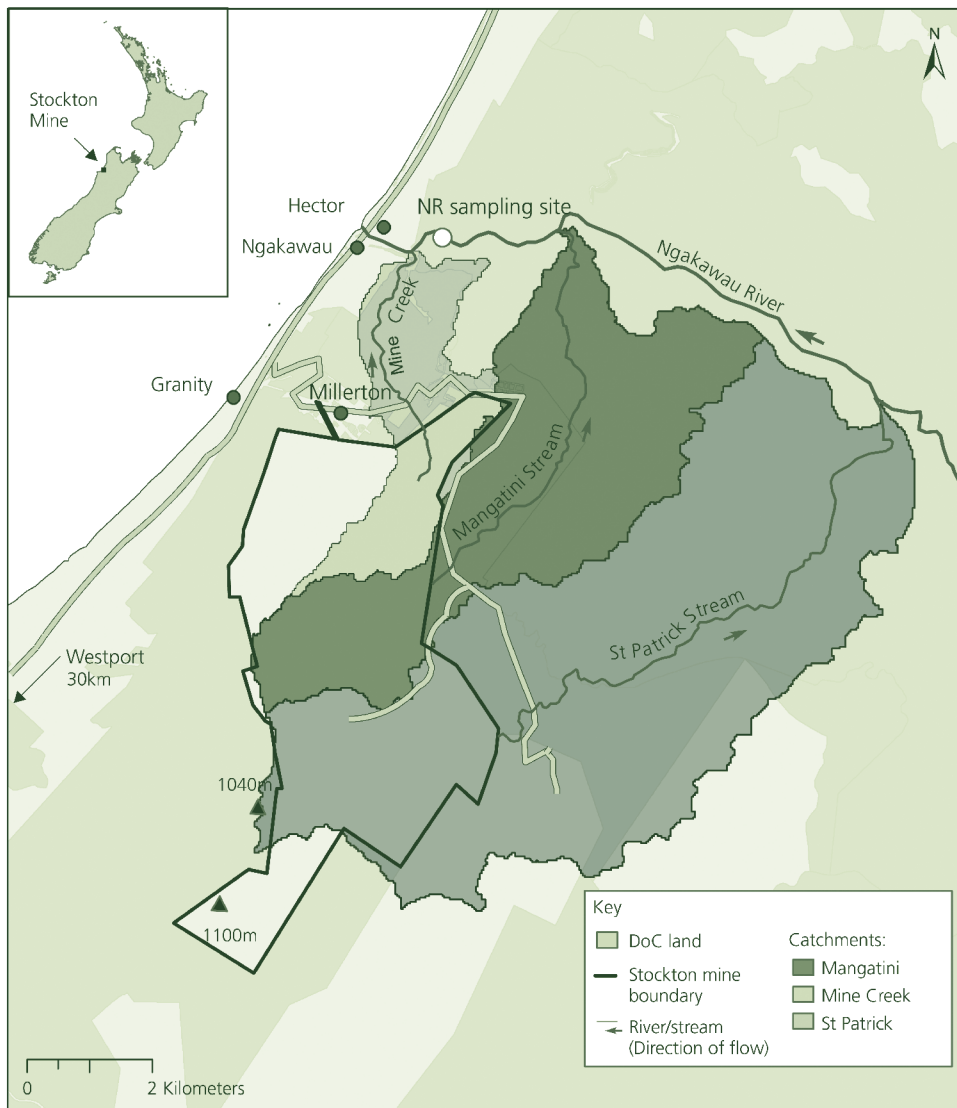 Stockton
Mine
N
Hector
NR sampling site
Ngakawau
Ngakawau River
Mine Creek
Granity
Millerton
Mangatini Stream
St Patrick Stream
Westport
30km
1040m
1100m
Key
DoC land
Stockton mine
boundary
River/stream
(Direction of flow)
Catchments:
Mangatini
Mine Creek
St Patrick
0 2 Kilometers